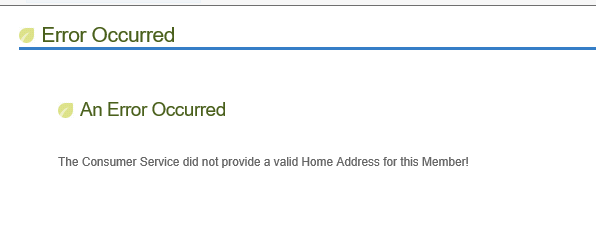 Error Occurred
An Error Occurred
The Consumer Service did not provide a valid Home Address for this Member!